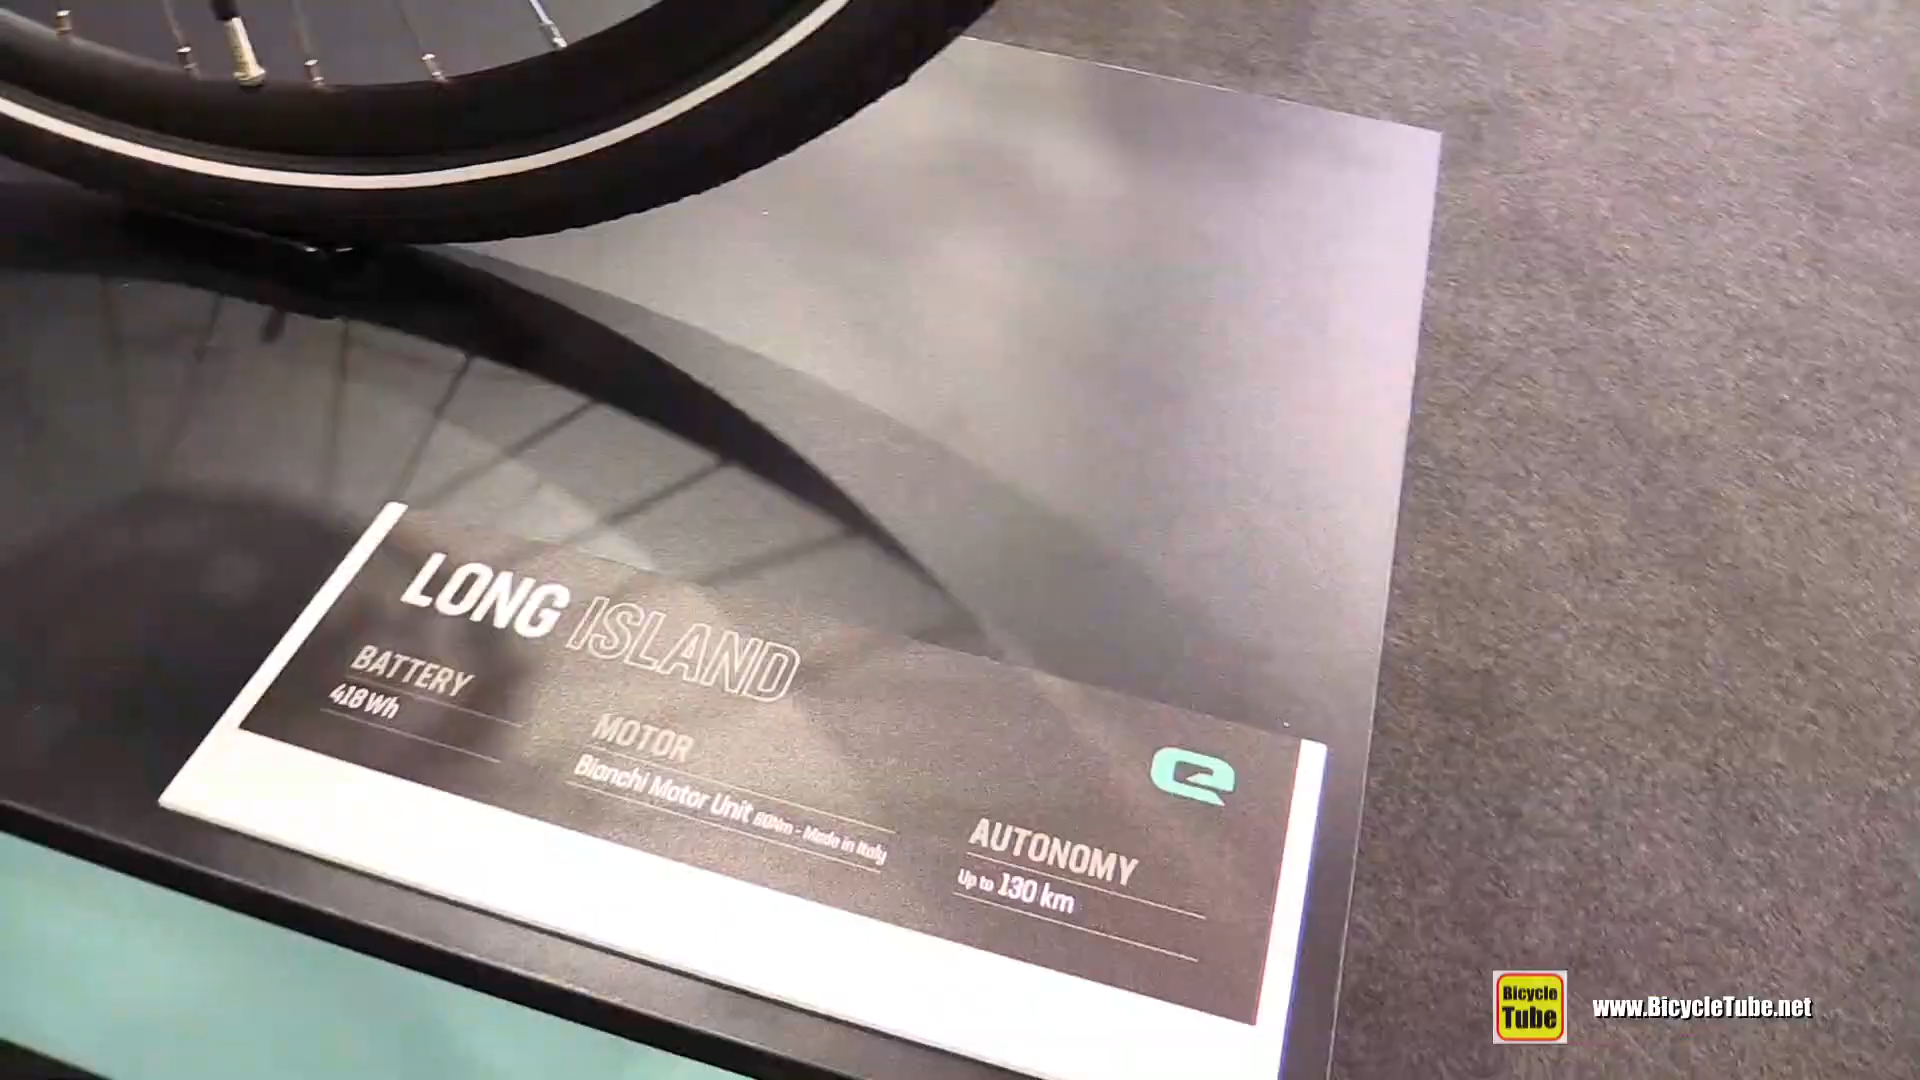 LONG ISLAND
BATTERY
418 Wh
MOTOR
Bianchi Motor Unit 80Nm - Made in Italy
AUTONOMY
Up to 130 km
Bicycle
Tube
www.BicycleTube.net